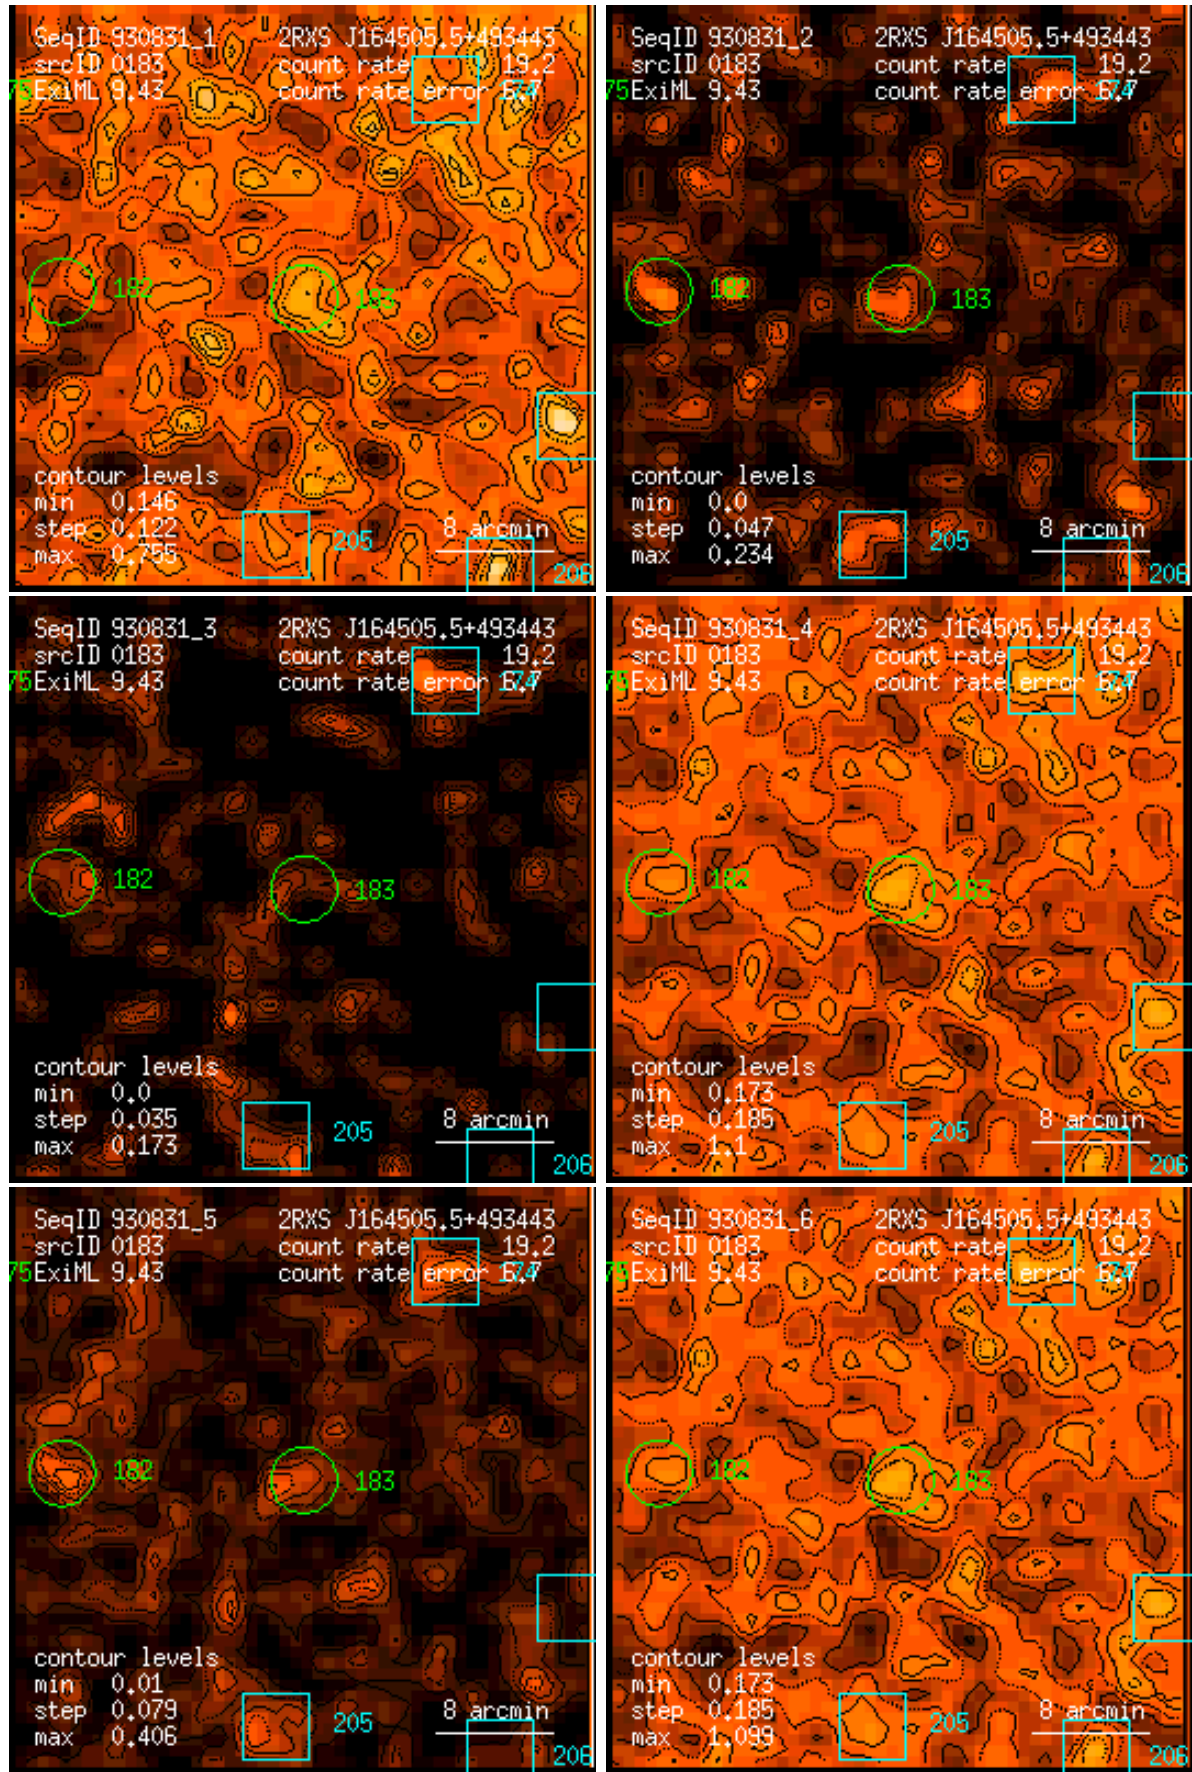 SeqID 930831_1 2RXS J164505.5+493443
srcID 0183 count rate 19.2
75 ExiML 9.43 count rate error
182
183
contour levels
min 0.146
step 0.122
max 0.755
205
8 arcmin
206
SeqID 930831_2 2RXS J164505.5+493443
srcID 0183 count rate 19.2
75 ExiML 9.43 count rate error
182
183
contour levels
min 0.0
step 0.047
max 0.234
205
8 arcmin
206
SeqID 930831_3 2RXS J164505.5+493443
srcID 0183 count rate 19.2
75 ExiML 9.43 count rate error
182
183
contour levels
min 0.0
step 0.035
max 0.173
205
8 arcmin
206
SeqID 930831_4 2RXS J164505.5+493443
srcID 0183 count rate 19.2
75 ExiML 9.43 count rate error
182
183
contour levels
min 0.173
step 0.185
max 1.1
205
8 arcmin
206
SeqID 930831_5 2RXS J164505.5+493443
srcID 0183 count rate 19.2
75 ExiML 9.43 count rate error
182
183
contour levels
min 0.01
step 0.079
max 0.406
205
8 arcmin
206
SeqID 930831_6 2RXS J164505.5+493443
srcID 0183 count rate 19.2
75 ExiML 9.43 count rate error
182
183
contour levels
min 0.173
step 0.185
max 1.099
205
8 arcmin
206